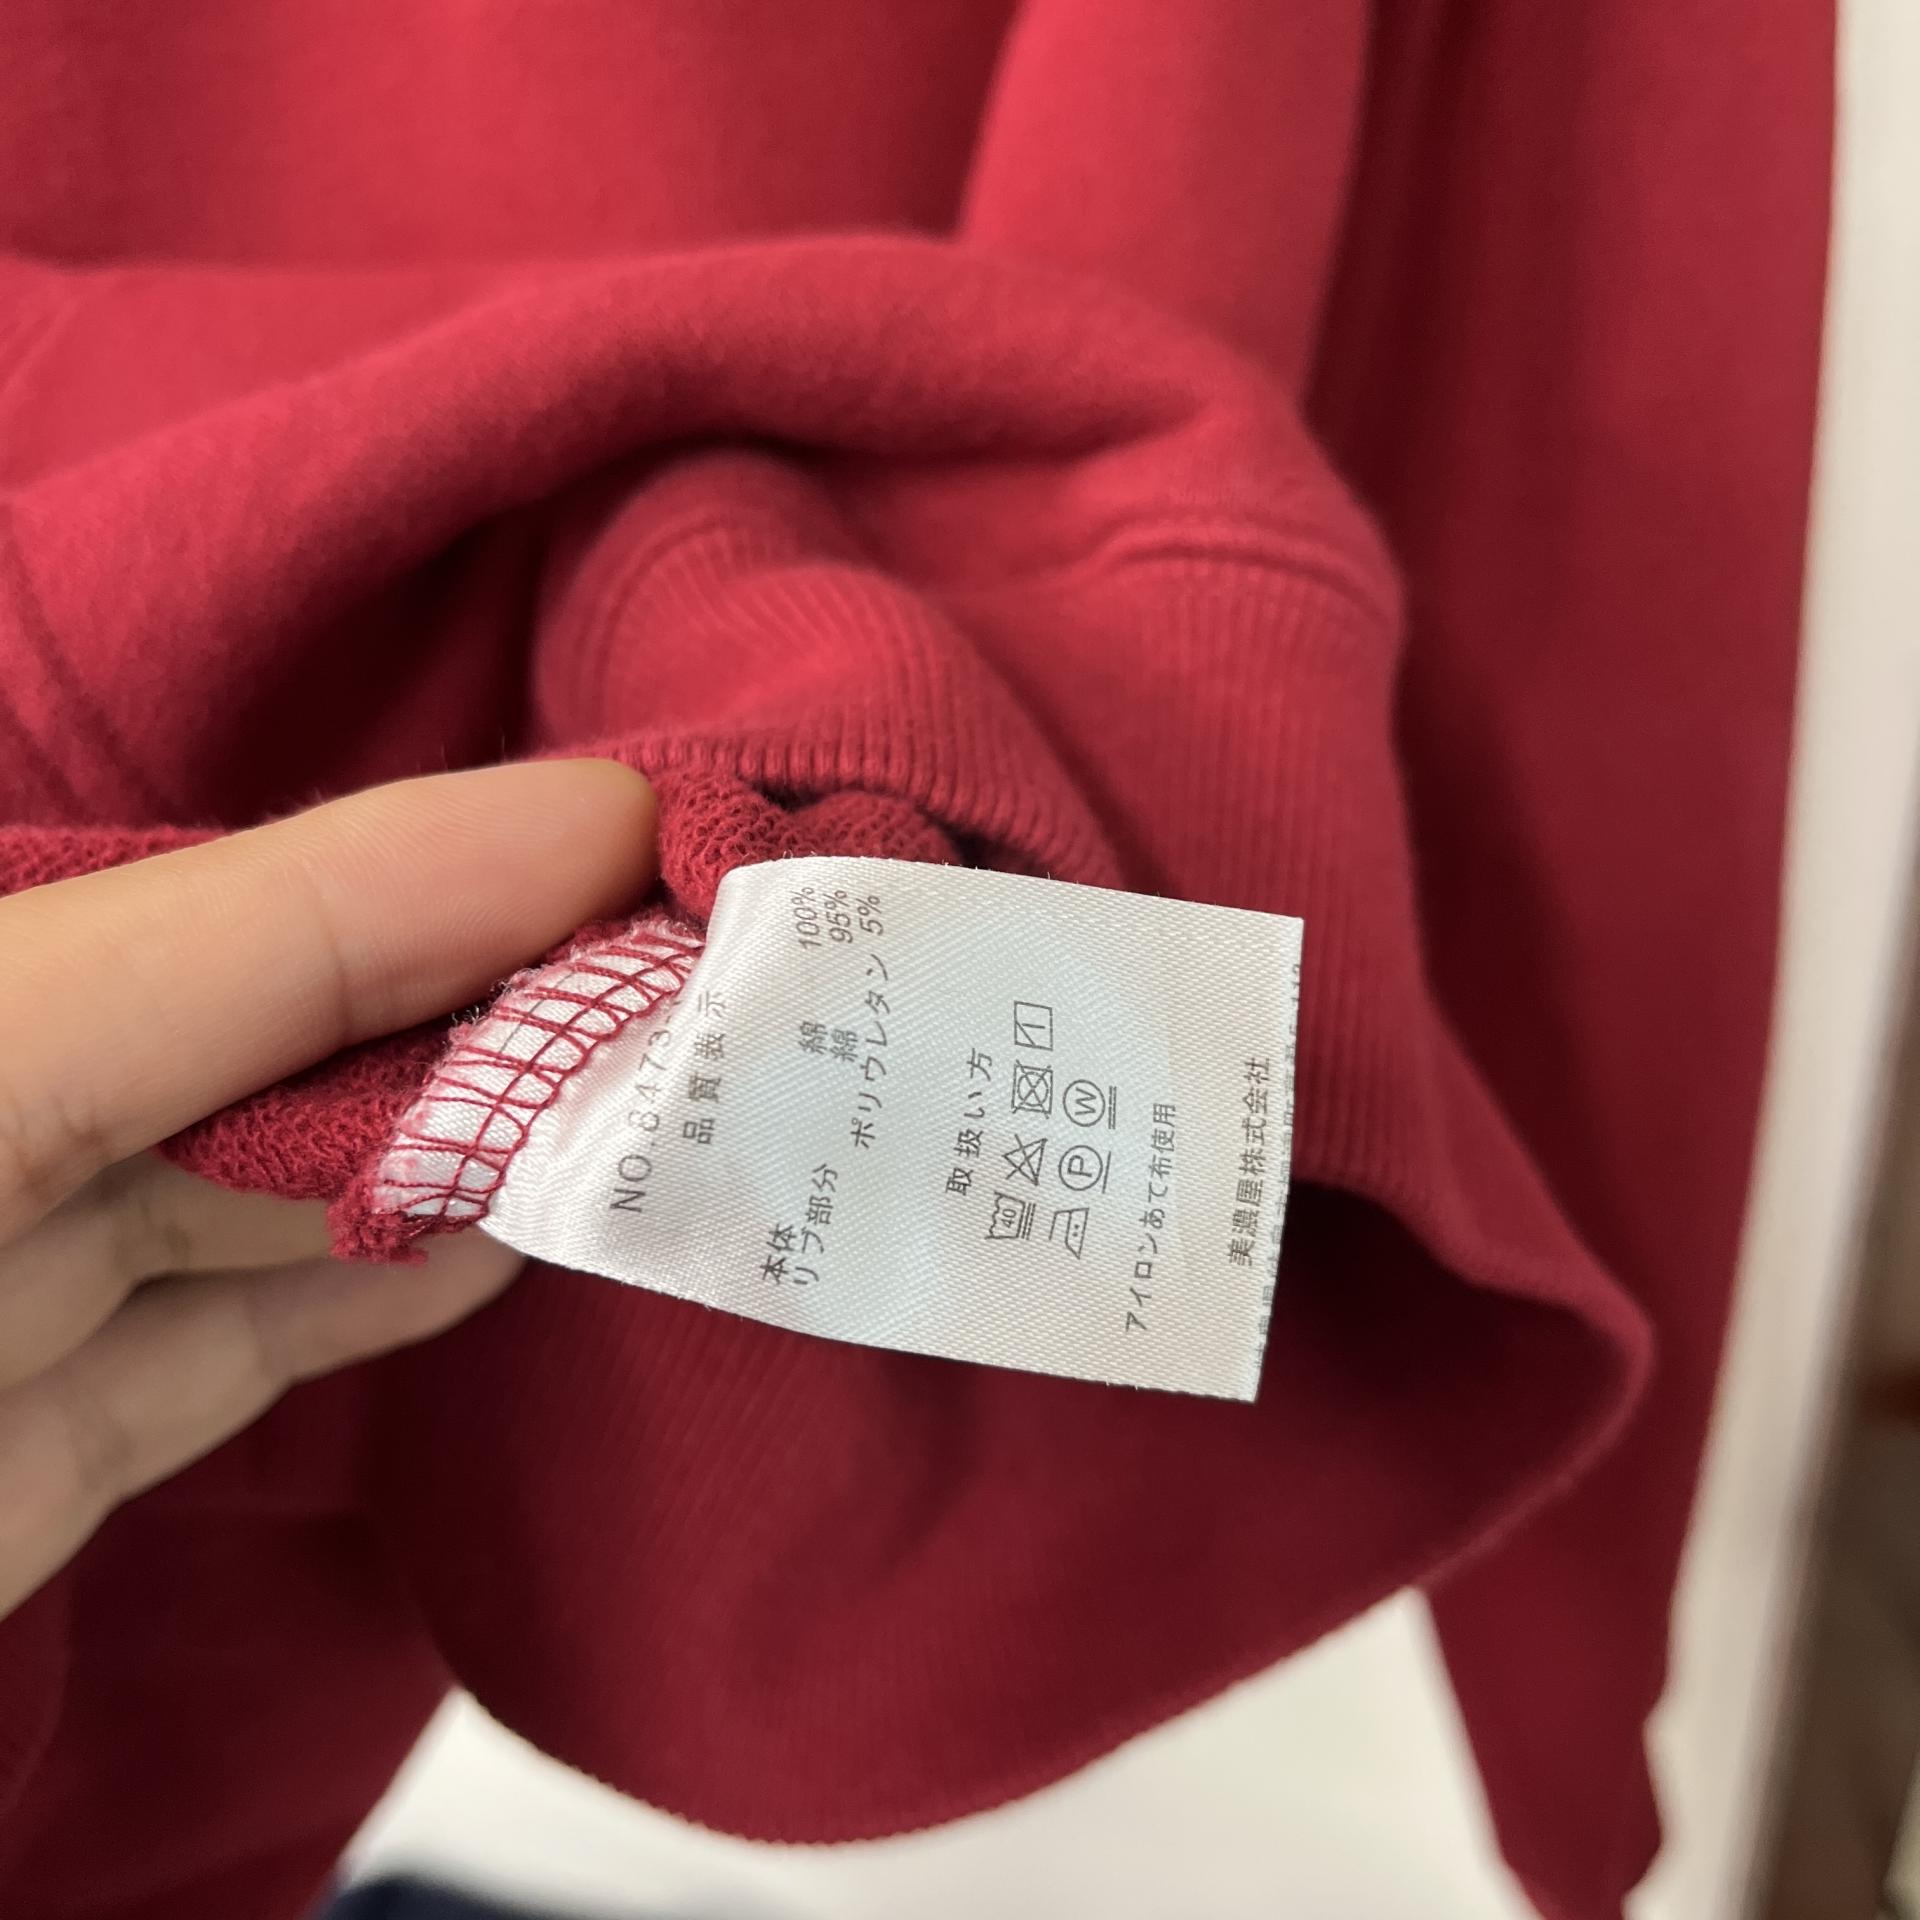 品質表示
本体 綿 100%
リブ部分 綿 95%
ポリウレタン 5%
取扱い方
40
P W
アイロンあて布使用
美濃屋株式会社